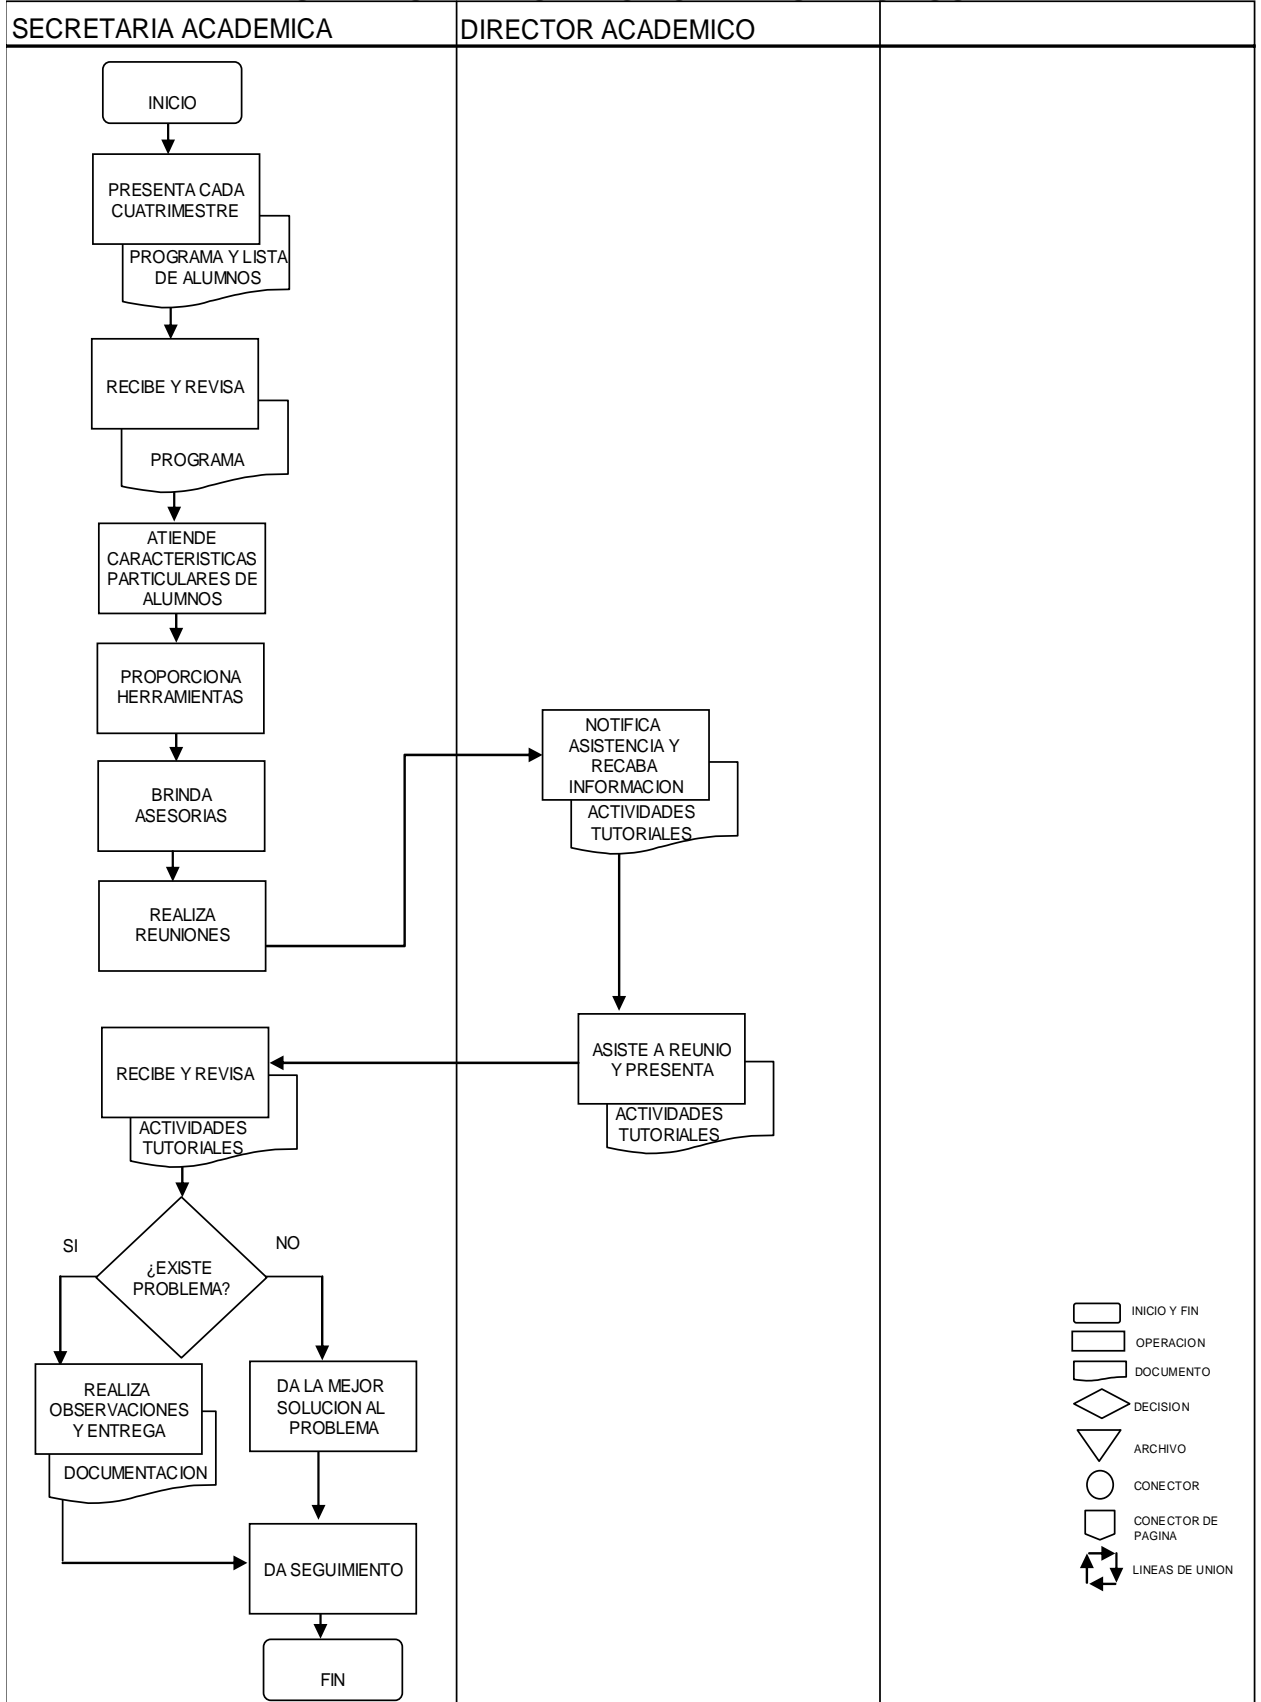 SECRETARIA ACADEMICA
DIRECTOR ACADEMICO
INICIO
PRESENTA CADA
CUATRIMESTRE
PROGRAMA Y LISTA
DE ALUMNOS
RECIBE Y REVISA
PROGRAMA
ATIENDE
CARACTERISTICAS
PARTICULARES DE
ALUMNOS
PROPORCIONA
HERRAMIENTAS
BRINDA
ASESORIAS
REALIZA
REUNIONES
NOTIFICA
ASISTENCIA Y
RECABA
INFORMACION
ACTIVIDADES
TUTORIALES
ASISTE A REUNIO
Y PRESENTA
ACTIVIDADES
TUTORIALES
RECIBE Y REVISA
ACTIVIDADES
TUTORIALES
¿EXISTE
PROBLEMA?
SI
NO
REALIZA
OBSERVACIONES
Y ENTREGA
DOCUMENTACION
DA LA MEJOR
SOLUCION AL
PROBLEMA
DA SEGUIMIENTO
FIN
INICIO Y FIN
OPERACION
DOCUMENTO
DECISION
ARCHIVO
CONECTOR
CONECTOR DE
PAGINA
LINEAS DE UNION